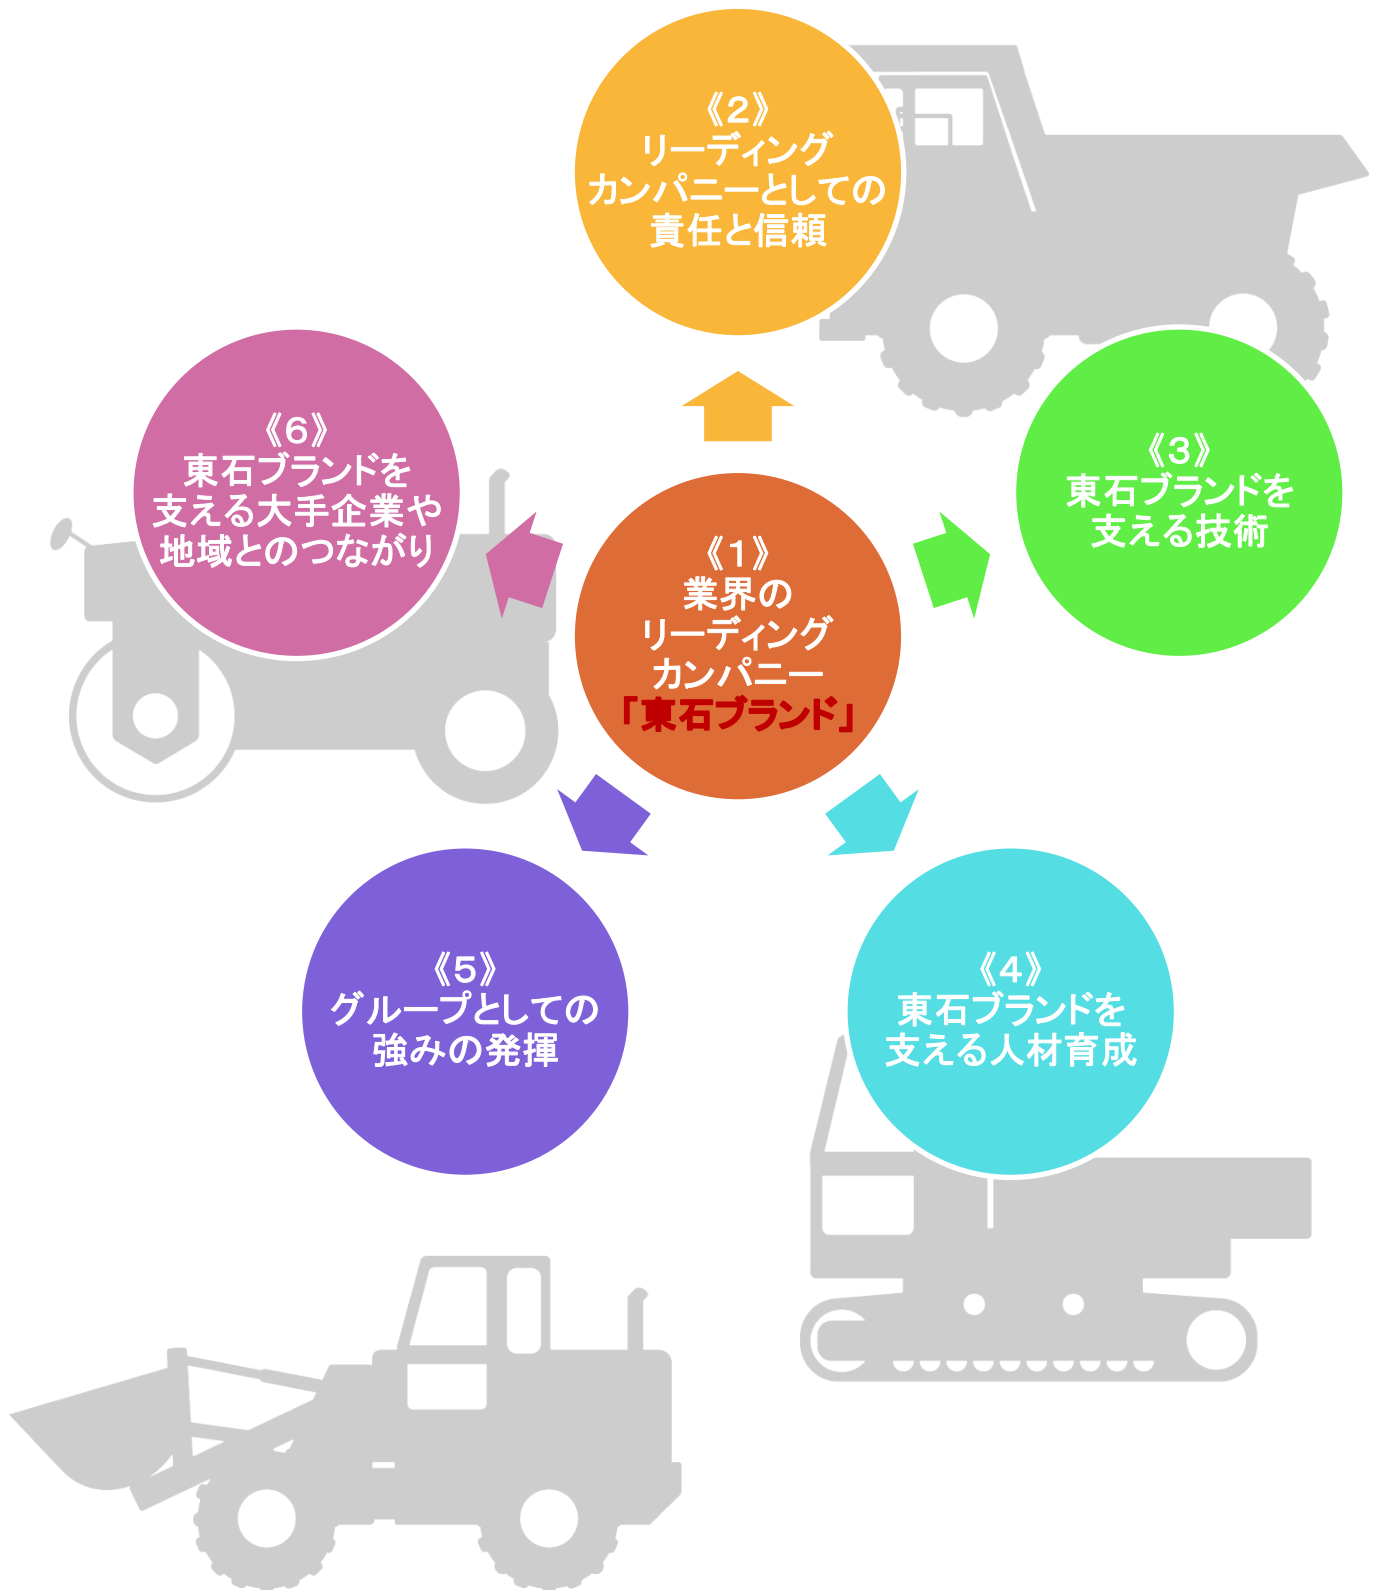 《1》
業界の
リーディング
カンパニー
「東石ブランド」
《2》
リーディング
カンパニーとしての
責任と信頼
《3》
東石ブランドを
支える技術
《4》
東石ブランドを
支える人材育成
《5》
グループとしての
強みの発揮
《6》
東石ブランドを
支える大手企業や
地域とのつながり